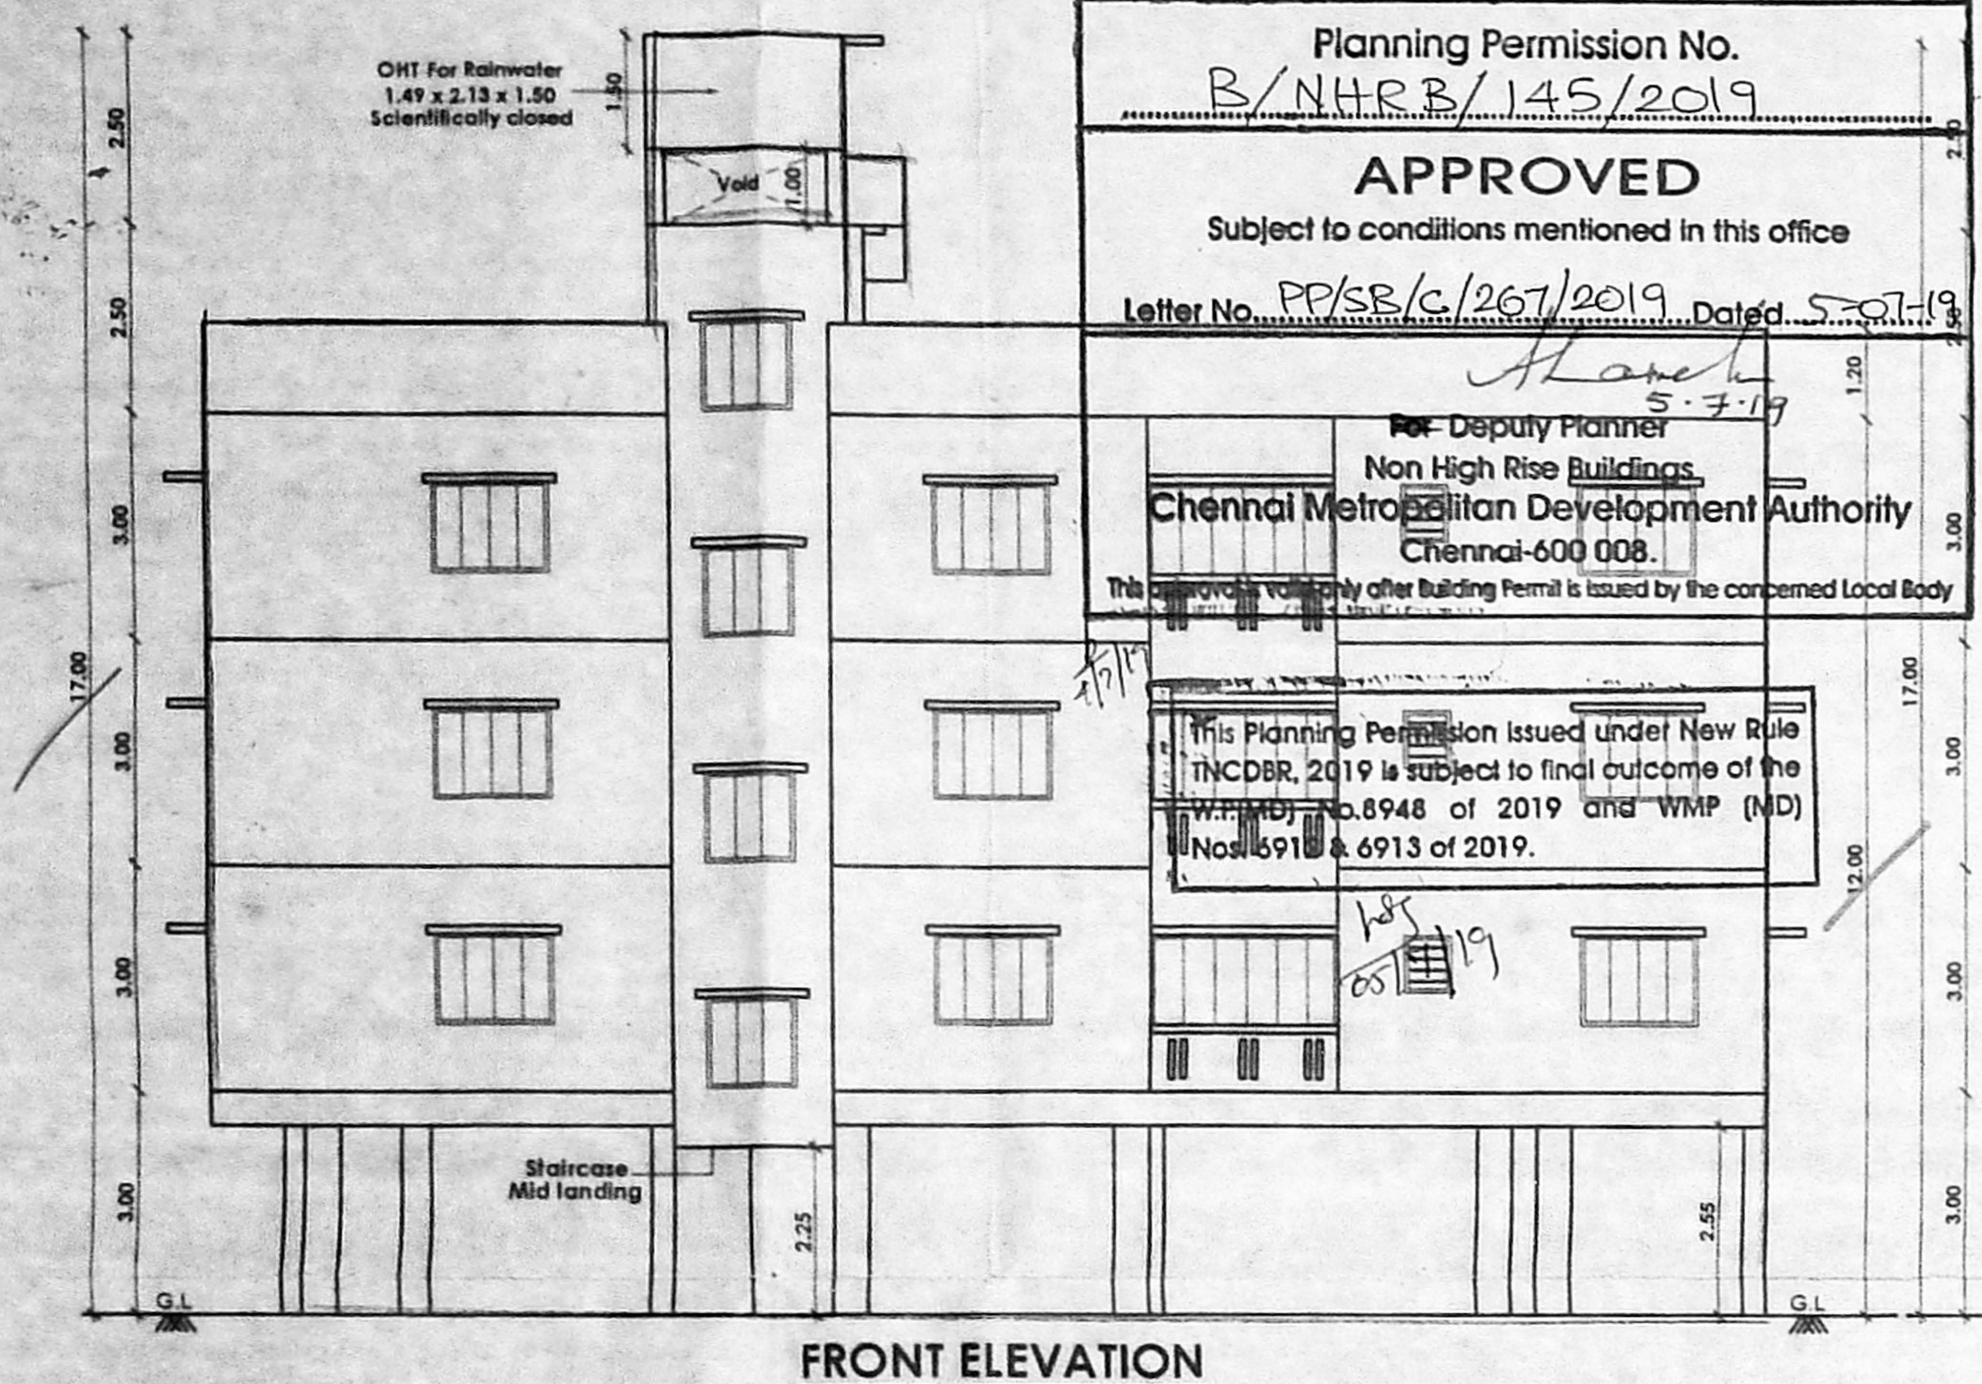 OHT For Rainwater
1.49 x 2.13 x 1.50
Scientifically closed
1.50
Void
1.00
2.50
2.50
3.00
3.00
3.00
3.00
17.00
Planning Permission No.
B/NHRB/145/2019
APPROVED
Subject to conditions mentioned in this office
Letter No. PP/SB/C/267/2019 Dated 5-07-19
5.7.19
For Deputy Planner
Non High Rise Buildings
Chennai Metropolitan Development Authority
Chennai-600 008.
This approval is valid only after Building Permit is issued by the concerned Local Body
This Planning Permission issued under New Rule
TNCDBR, 2019 is subject to final outcome of the
W.P.(MD) No.8948 of 2019 and WMP (MD)
& 6913 of 2019.
2.50
2.50
1.20
3.00
3.00
3.00
3.00
17.00
12.00
Staircase
Mid landing
2.25
2.55
G.L
G.L
FRONT ELEVATION